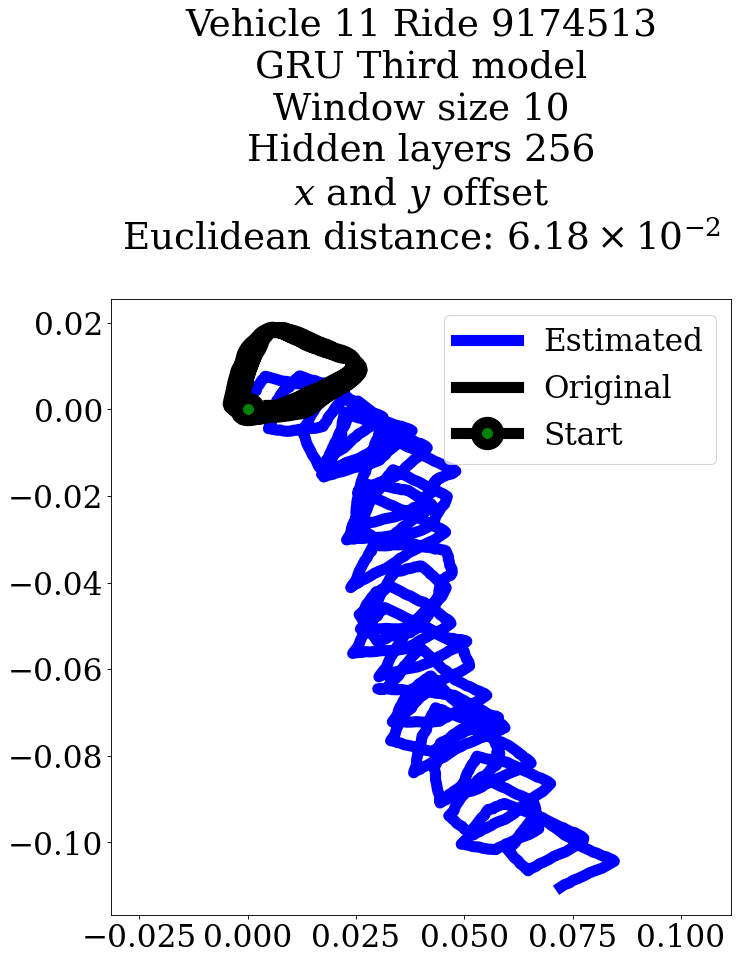 Vehicle 11 Ride 9174513
GRU Third model
Window size 10
Hidden layers 256
x and y offset
Euclidean distance: 6.18 × 10⁻²
Estimated
Original
Start
0.02
0.00
−0.02
−0.04
−0.06
−0.08
−0.10
−0.025 0.000 0.025 0.050 0.075 0.100